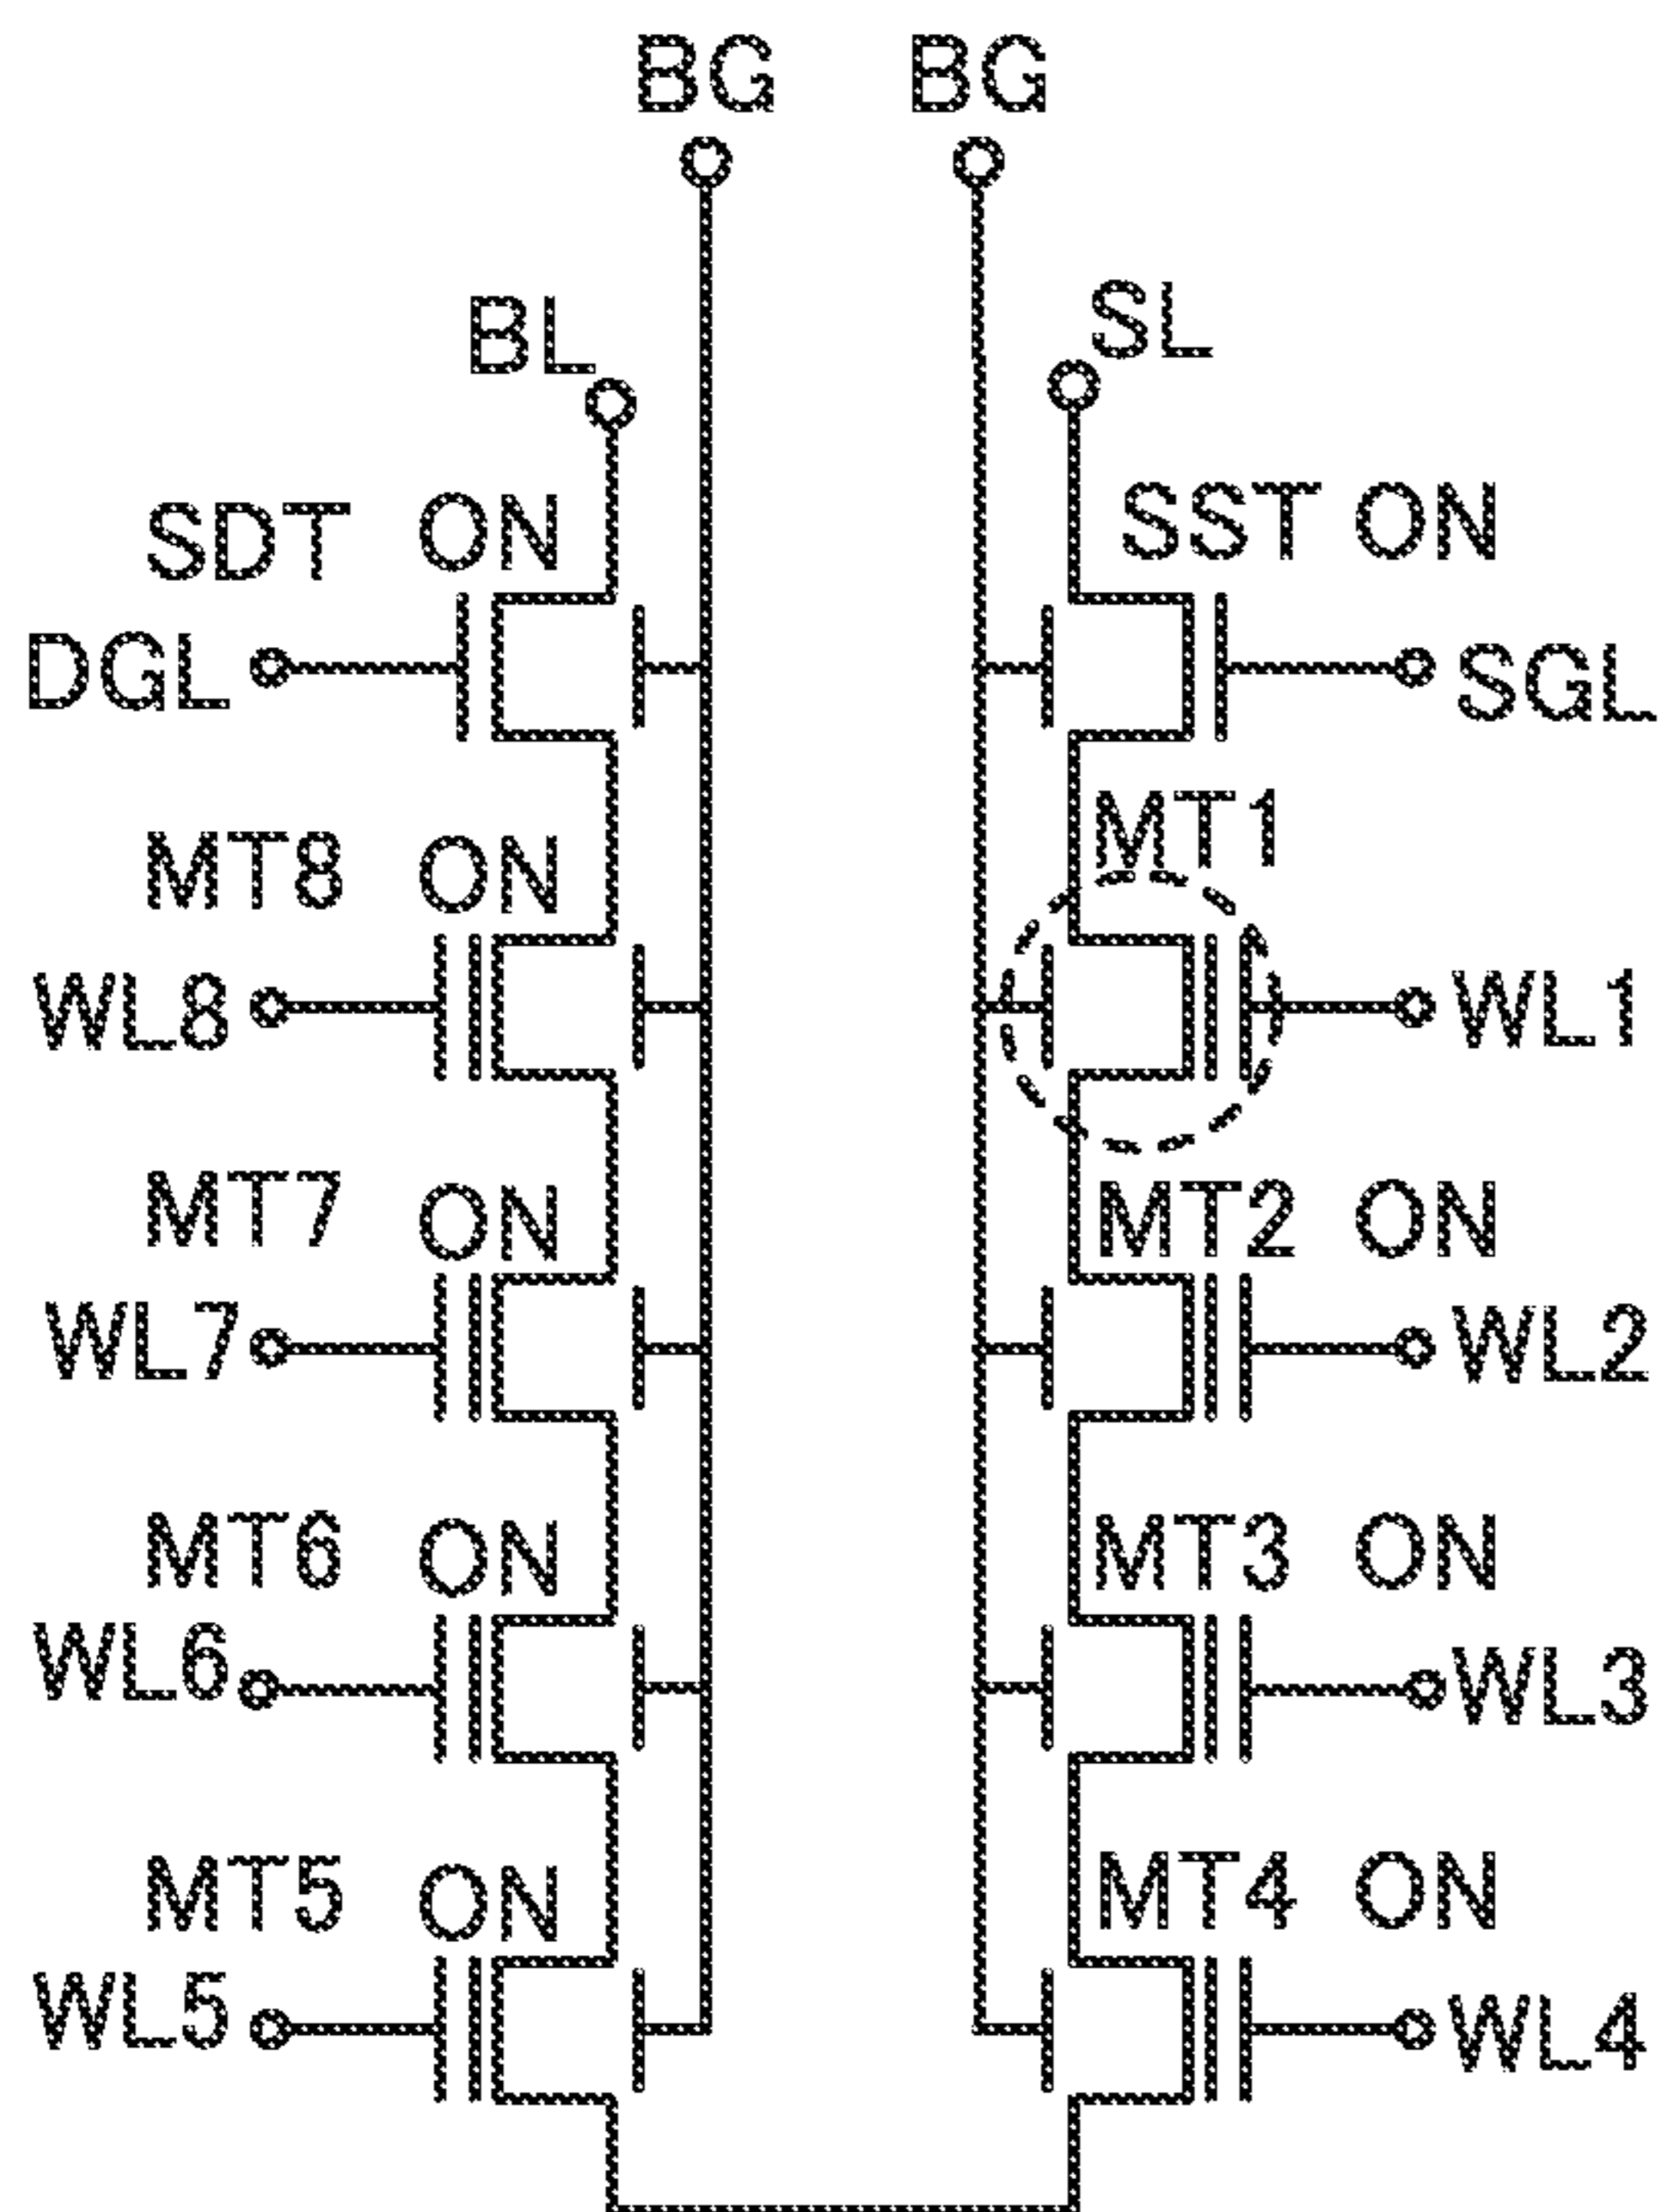 BG BG
BL SL
SDT ON SST ON
DGL SGL
MT8 ON MT1
WL8 WL1
MT7 ON MT2 ON
WL7 WL2
MT6 ON MT3 ON
WL6 WL3
MT5 ON MT4 ON
WL5 WL4